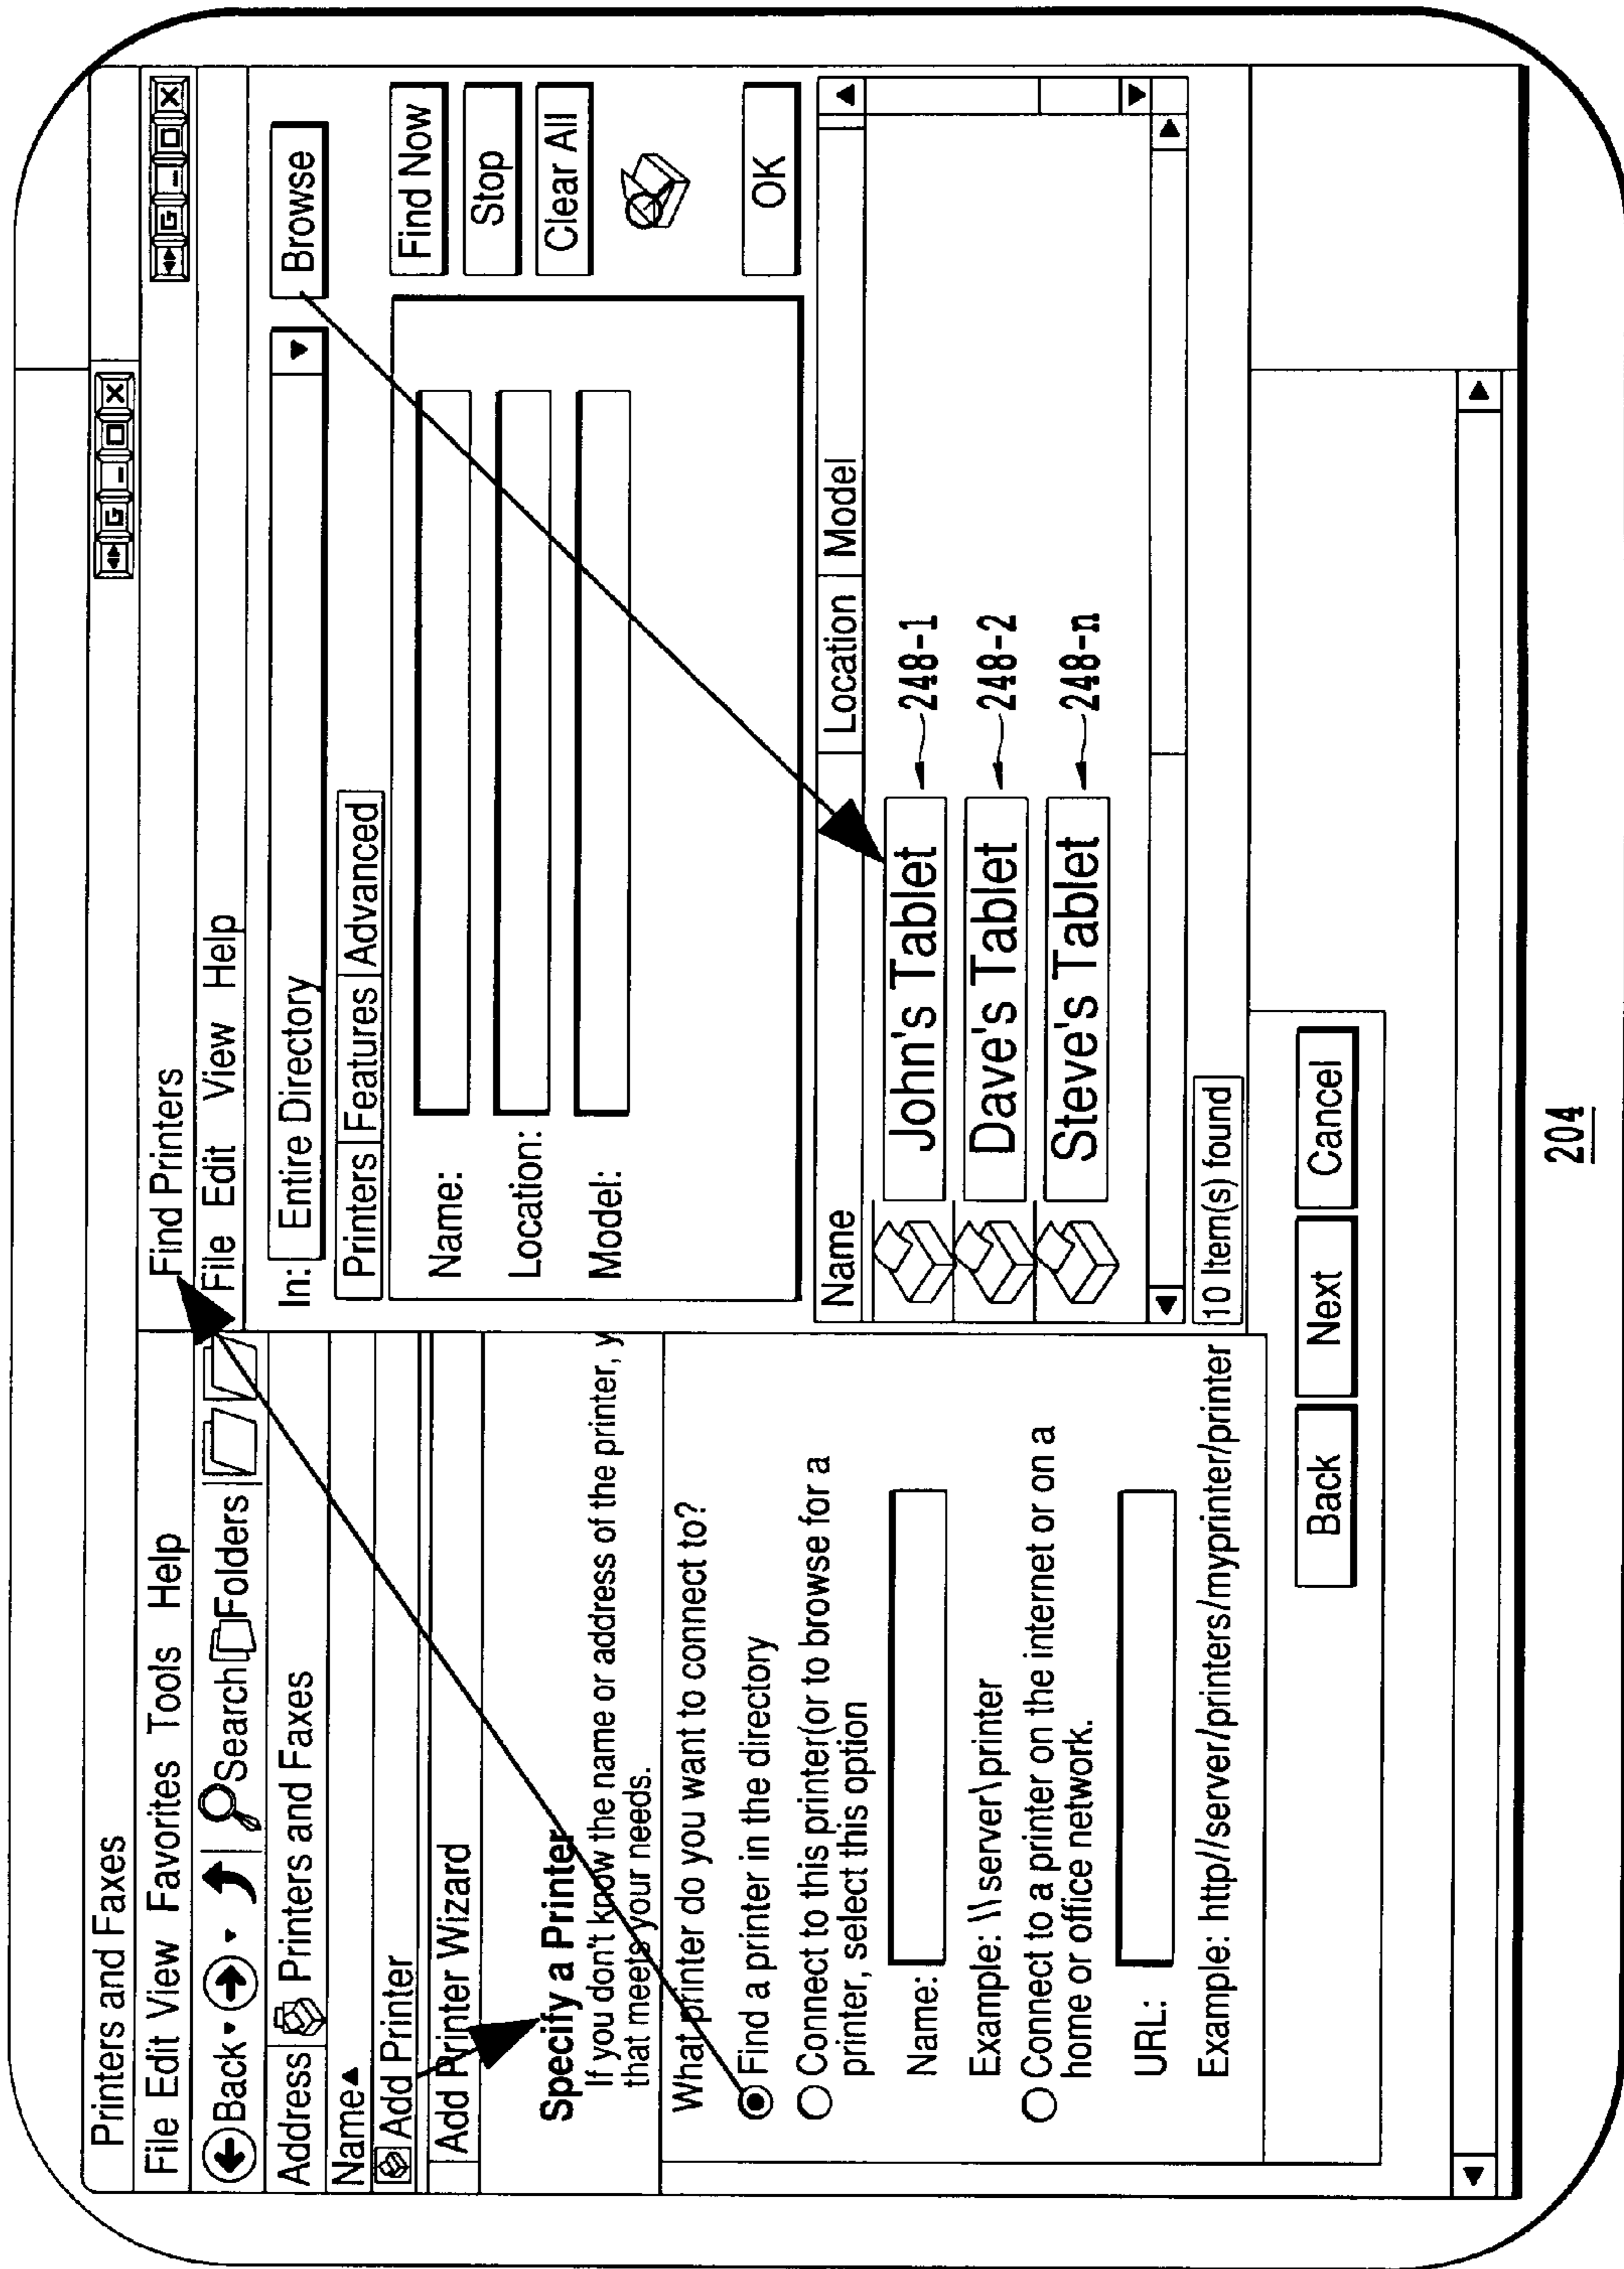 Printers and Faxes
File Edit View Favorites Tools Help
Back Search Folders
Address Printers and Faxes
Name
Add Printer
Add Printer Wizard
Specify a Printer
If you don't know the name or address of the printer, y
that meets your needs.
What printer do you want to connect to?
Find a printer in the directory
Connect to this printer(or to browse for a
printer, select this option
Name:
Example: \\server\printer
Connect to a printer on the internet or on a
home or office network.
URL:
Example: http//server/printers/myprinter/printer
Back Next Cancel
Find Printers
File Edit View Help
In: Entire Directory Browse
Printers Features Advanced
Name:
Location:
Model:
Find Now
Stop
Clear All
OK
Name Location Model
John's Tablet 248-1
Dave's Tablet 248-2
Steve's Tablet 248-n
10 Item(s) found
204